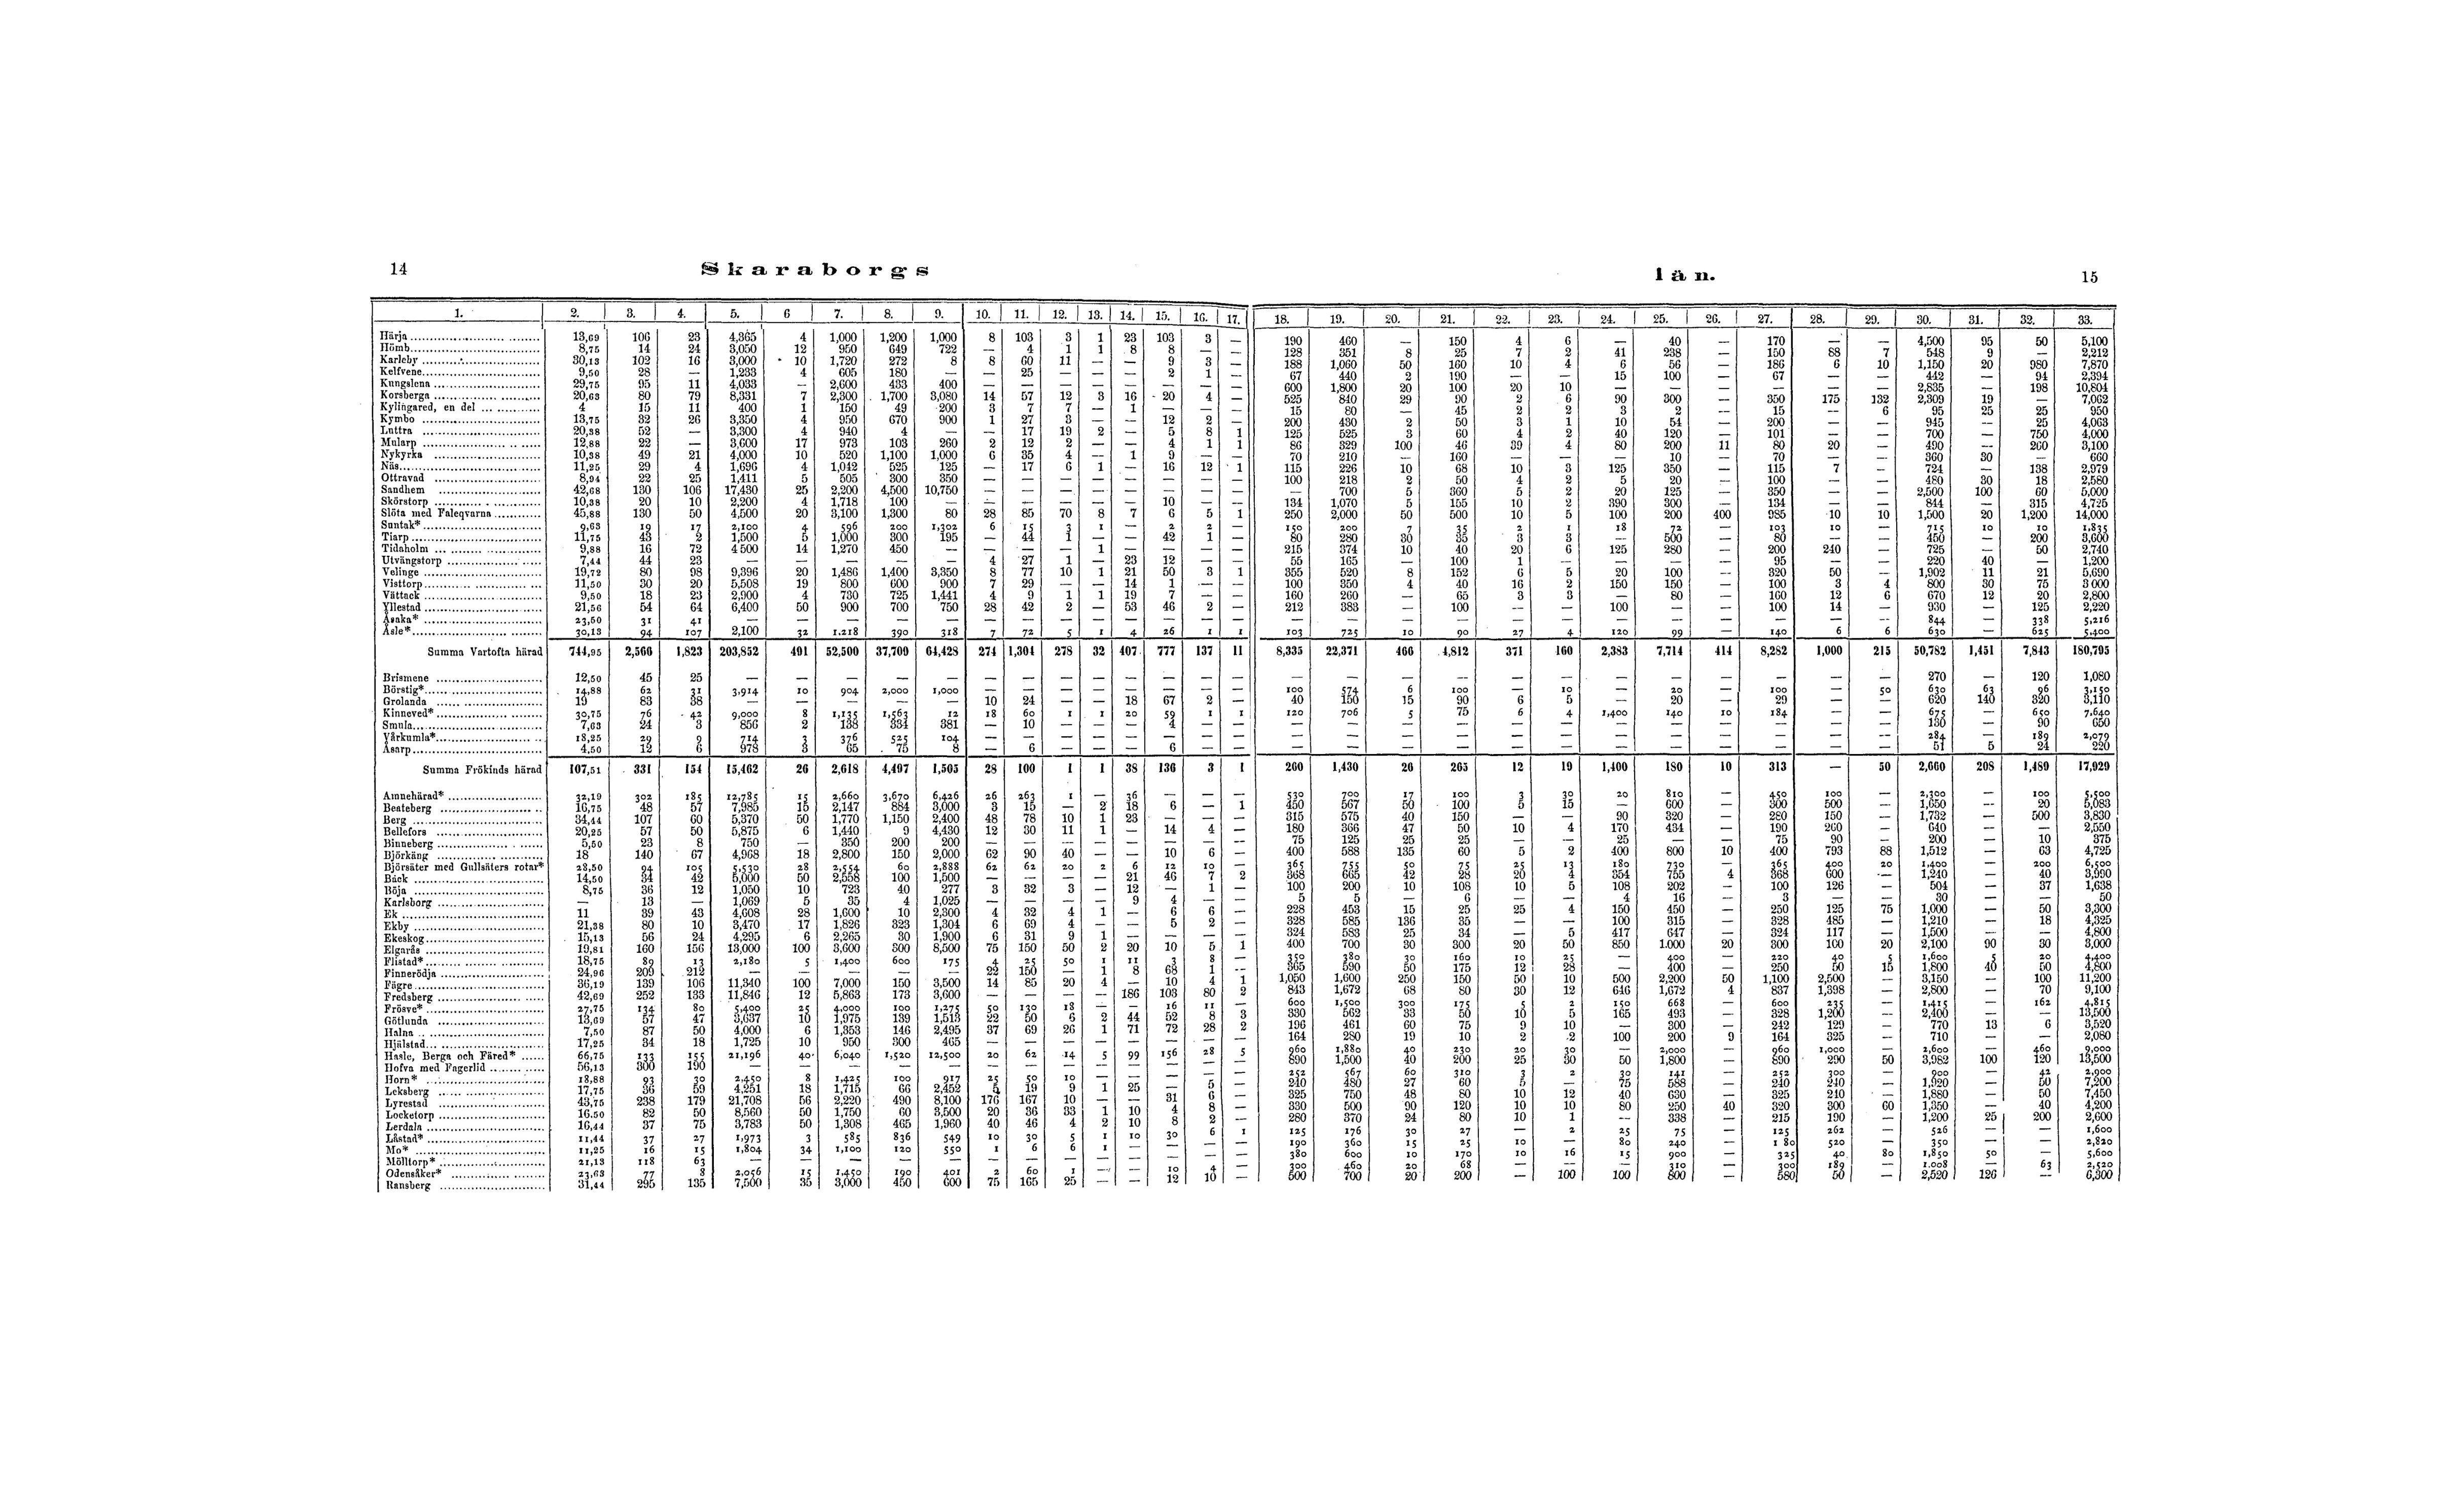 14 Skaraborgs
län. 15
1. 2. 3. 4. 5. 6 7. 8. 9. 10. 11. 12. 13. 14. 15. 16. 17. 18. 19. 20. 21. 22. 23. 24. 25. 26. 27. 28. 29. 30. 31. 32. 33.
Härja 13,69 106 23 4,365 4 1,000 1,200 1,000 8 103 3 1 23 103 3 — 190 460 — 150 4 6 — 40 — 170 — — 4,500 95 50 5,100
Hömb 8,75 14 24 3,050 12 950 649 722 — 4 1 1 8 8 — — 128 351 8 25 7 2 41 238 — 150 88 7 548 9 — 2,212
Karleby 30,13 102 16 3,000 10 1,720 272 8 8 60 11 — — 9 3 — 188 1,060 50 160 10 4 6 56 — 186 6 10 1,150 20 980 7,870
Kelfvene 9,50 28 — 1,233 4 605 180 — — 25 — — — 2 1 — 67 440 2 190 — — 15 100 — 67 — — 442 — 94 2,394
Kungslena 29,75 95 11 4,033 — 2,600 433 400 — — — — — — — — 600 1,800 20 100 20 10 — — — — — — 2,835 — 198 10,804
Korsberga 20,63 80 79 8,331 7 2,300 1,700 3,080 14 57 12 3 16 20 4 — 525 840 29 90 2 6 90 300 — 350 175 132 2,309 19 — 7,062
Kylingared, en del 4 15 11 400 1 150 49 200 3 7 7 — 1 — — — 15 80 — 45 2 2 3 2 — 15 — 6 95 25 25 950
Kymbo 13,75 32 26 3,350 4 950 670 900 1 27 3 — — 12 2 — 200 430 2 50 3 1 10 54 — 200 — — 945 — 25 4,063
Luttra 20,38 52 — 3,300 4 940 4 — — 17 19 2 — 5 8 1 125 525 3 60 4 2 40 120 — 101 — — 700 — 750 4,000
Mularp 12,88 22 — 3,600 17 973 103 260 2 12 2 — — 4 1 1 86 329 100 46 39 4 80 200 11 80 20 — 490 — 260 3,100
Nykyrka 10,38 49 21 4,000 10 520 1,100 1,000 6 35 4 — 1 9 — — 70 210 — 160 — — — 10 — 70 — — 360 30 — 660
Näs 11,25 29 4 1,696 4 1,042 525 125 — 17 6 1 — 16 12 1 115 226 10 68 10 3 125 350 — 115 7 — 724 — 138 2,979
Ottravad 8,94 22 25 1,411 5 505 300 350 — — — — — — — — 100 218 2 50 4 2 5 20 — 100 — — 480 30 18 2,580
Sandhem 42,68 130 106 17,430 25 2,200 4,500 10,750 — — — — — — — — — 700 5 360 5 2 20 125 — 350 — — 2,500 100 60 5,000
Skörstorp 10,38 20 10 2,200 4 1,718 100 — — — — — — 10 — — 134 1,070 5 155 10 2 390 300 — 134 — — 844 — 315 4,725
Slöta med Faleqvarna 45,88 130 50 4,500 20 3,100 1,300 80 28 85 70 8 7 6 5 1 250 2,000 50 500 10 5 100 200 400 985 10 10 1,500 20 1,200 14,000
Suntak* 9,63 19 17 2,100 4 596 200 1,302 6 15 3 1 — 2 2 — 150 200 7 35 2 1 18 72 — 103 10 — 715 10 10 1,835
Tiarp 11,75 43 2 1,500 5 1,000 300 195 — 44 1 — — 42 1 — 80 280 30 35 3 3 — 500 — 80 — — 450 — 200 3,600
Tidaholm 9,88 16 72 4 500 14 1,270 450 — — — — 1 — — — — 215 374 10 40 20 6 125 280 — 200 240 — 725 — 50 2,740
Utvängstorp 7,44 44 23 — — — — — 4 27 1 — 23 12 — — 55 165 — 100 1 — — — — 95 — — 220 40 — 1,200
Velinge 19,72 80 98 9,396 20 1,486 1,400 3,350 8 77 10 1 21 50 3 1 355 520 8 152 6 5 20 100 — 320 50 — 1,902 11 21 5,690
Visttorp 11,50 30 20 5,508 19 800 600 900 7 29 — — 14 1 — — 100 350 4 40 16 2 150 150 — 100 3 4 800 30 75 3 000
Vättack 9,50 18 23 2,900 4 730 725 1,441 4 9 1 1 19 7 — — 160 260 — 65 3 3 — 80 — 160 12 6 670 12 20 2,800
Yllestad 21,56 54 64 6,400 50 900 700 750 28 42 2 — 53 46 2 — 212 383 — 100 — — 100 — — 100 14 — 930 — 125 2,220
Åsaka* 23,50 31 41 — — — — — — — — — — — — — — — — — — — — — — — — — 844 — 338 5,216
Åsle* 30,13 94 107 2,100 32 1,218 390 318 7 72 5 1 4 26 1 1 103 725 10 90 27 4 120 99 — 140 6 6 630 — 625 5,400
Summa Vartofta härad 744,95 2,566 1,823 203,852 491 52,500 37,709 64,428 274 1,304 278 32 407 777 137 11 8,335 22,371 466 4,812 371 160 2,383 7,714 414 8,282 1,000 215 50,782 1,451 7,843 180,795
Brismene 12,50 45 25 — — — — — — — — — — — — — — — — — — — — — — — — — 270 — 120 1,080
Börstig* 14,88 62 31 3,914 10 904 2,000 1,000 — — — — — — — — 100 574 6 100 — 10 — 20 — 100 — 50 630 63 96 3,150
Grolanda 19 83 38 — — — — — 10 24 — — 18 67 2 — 40 150 15 90 6 5 — 20 — 29 — — 620 140 320 3,110
Kinneved* 30,75 76 42 9,000 8 1,135 1,563 12 18 60 1 1 20 59 1 1 120 706 5 75 6 4 1,400 140 10 184 — — 675 — 650 7,640
Smula 7,63 24 3 856 2 138 334 381 — 10 — — — 4 — — — — — — — — — — — — — — 130 — 90 650
Vårkumla* 18,25 29 9 714 3 376 525 104 — — — — — — — — — — — — — — — — — — — — 284 — 189 2,079
Åsarp 4,50 12 6 978 3 65 75 8 — 6 — — — 6 — — — — — — — — — — — — — — 51 5 24 220
Summa Frökinds härad 107,51 331 154 15,462 26 2,618 4,497 1,505 28 100 1 1 38 136 3 1 260 1,430 26 265 12 19 1,400 180 10 313 — 50 2,660 208 1,489 17,929
Amnehärad* 32,19 302 185 12,785 15 2,660 3,670 6,426 26 263 1 — 36 — — — 530 700 17 100 3 30 20 810 — 450 100 — 2,300 — 100 5,500
Beateberg 16,75 48 57 7,985 15 2,147 884 3,000 3 15 — 2 18 6 — 1 450 567 50 100 5 15 — 600 — 300 500 — 1,650 — 20 5,083
Berg 34,44 107 60 5,370 50 1,770 1,150 2,400 48 78 10 1 23 — — — 315 575 40 150 — — 90 320 — 280 150 — 1,732 — 500 3,830
Bellefors 20,25 57 50 5,875 6 1,440 9 4,430 12 30 11 1 — 14 4 — 180 366 47 50 10 4 170 434 — 190 260 — 640 — — 2,550
Binneberg 5,50 23 8 750 — 350 200 200 — — — — — — — — 75 125 25 25 — — 25 — — 75 90 — 200 — 10 375
Björkäng 18 140 67 4,968 18 2,800 150 2,000 62 90 40 — — 10 6 — 400 588 135 60 5 2 400 800 10 400 793 88 1,512 — 63 4,725
Björsäter med Gullsäters rotar* 28,50 94 105 5,530 28 2,554 60 2,888 62 62 20 2 6 12 10 — 365 755 50 75 25 13 180 730 — 365 400 20 1,400 — 200 6,500
Bäck 14,50 34 42 5,000 50 2,558 100 1,500 — — — — 21 46 7 2 368 665 42 28 20 4 354 755 4 368 600 — 1,240 — 40 3,990
Böja 8,75 36 12 1,050 10 723 40 277 3 32 3 — 12 — 1 — 100 200 10 108 10 5 108 202 — 100 126 — 504 — 37 1,638
Karlsborg — 13 — 1,069 5 35 4 1,025 — — — — 9 4 — — 5 5 — 6 — — 4 16 — 3 — — 30 — — 50
Ek 11 39 43 4,608 28 1,600 10 2,300 4 32 4 1 — 6 6 — 228 453 15 25 25 4 150 450 — 250 125 75 1,000 — 50 3,300
Ekby 21,38 80 10 3,470 17 1,826 323 1,304 6 69 4 — — 5 2 — 328 585 136 35 — — 100 315 — 328 485 — 1,210 — 18 4,325
Ekeskog 15,13 56 24 4,295 6 2,265 30 1,900 6 31 9 1 — — — — 324 583 25 34 — 5 417 647 — 324 117 — 1,500 — — 4,800
Elgarås 19,81 160 156 13,000 100 3,600 300 8,500 75 150 50 2 20 10 5 1 400 700 30 300 20 50 850 1.000 20 300 100 20 2,100 90 30 3,000
Flistad* 18,75 89 13 2,180 5 1,400 600 175 4 25 50 1 11 3 8 — 350 380 30 160 10 25 — 400 — 220 40 5 1,600 5 20 4,400
Finnerödja 24,96 209 212 — — — — — 22 150 — 1 8 68 1 — 365 590 50 175 12 28 — 400 — 250 50 15 1,800 40 50 4,800
Fägre 36,19 139 106 11,340 100 7,000 150 3,500 14 85 20 4 — 10 4 1 1,050 1,600 250 150 50 10 500 2,200 50 1,100 2,500 — 3,150 — 100 11,200
Fredsberg 42,69 252 133 11,846 12 5,863 173 3,600 — — — — 186 103 80 2 843 1,672 68 80 30 12 646 1,672 4 837 1,398 — 2,800 — 70 9,100
Frösve* 27,75 134 80 5,400 25 4,000 100 1,275 50 130 18 — — 16 11 — 600 1,500 300 175 5 2 150 668 — 600 235 — 1,415 — 162 4,815
Götlunda 13,69 57 47 3,637 10 1,975 139 1,513 22 50 6 2 44 52 8 3 330 562 33 50 10 5 165 493 — 328 1,200 — 2,400 — — 13,500
Halna 7,50 87 50 4,000 6 1,353 146 2,495 37 69 26 1 71 72 28 2 196 461 60 75 9 10 — 300 — 242 129 — 770 13 6 3,520
Hjälstad 17,25 34 18 1,725 10 950 300 465 — — — — — — — — 164 280 19 10 2 2 100 200 9 164 325 — 710 — — 2,080
Hasle, Berga och Färed* 66,75 133 155 21,196 40 6,040 1,520 12,500 20 62 14 5 99 156 28 5 960 1,880 40 230 20 30 — 2,000 — 960 1,000 — 2,600 — 460 9,000
Hofva med Fagerlid 56,13 300 190 — — — — — — — — — — — — — 890 1,500 40 200 25 30 50 1,800 — 890 290 50 3,982 100 120 13,500
Horn* 18,88 93 30 2,450 8 1,425 100 917 25 50 10 — — — — — 252 567 60 310 3 2 30 141 — 252 300 — 900 — 42 2,900
Leksberg 17,75 36 59 4,251 18 1,715 66 2,452 5 19 9 1 25 — 5 — 240 480 27 60 5 — 75 588 — 240 240 — 1,920 — 50 7,200
Lyrestad 43,75 238 179 21,708 56 2,220 490 8,100 176 167 10 — — 31 6 — 325 750 48 80 10 12 40 630 — 325 210 — 1,880 — 50 7,450
Locketorp 16.50 82 50 8,560 50 1,750 60 3,500 20 36 33 1 10 4 8 — 330 500 90 120 10 10 80 250 40 320 300 60 1,350 — 40 4,200
Lerdala 16,44 37 75 3,783 50 1,308 465 1,960 40 46 4 2 10 8 2 — 280 370 24 80 10 1 — 338 — 215 190 — 1,200 25 200 2,600
Låstad* 11,44 37 27 1,973 3 585 836 549 10 30 5 1 10 30 6 1 125 176 30 27 — 2 25 75 — 125 262 — 526 — — 1,600
Mo* 11,25 16 15 1,804 34 1,100 120 550 1 6 6 1 — — — — 190 360 15 25 10 — 80 240 — 1 80 520 — 350 — — 2,820
Mölltorp* 21,13 118 63 — — — — — — — — — — — — — 380 600 10 170 10 16 15 900 — 325 40 80 1,850 50 — 5,600
Odensåker* 23,63 77 8 2,056 15 1,450 190 401 2 60 1 — — 10 4 — 300 460 20 68 — — — 310 — 300 189 — 1.008 — 63 2,520
Ransberg 31,44 295 135 7,500 35 3,000 450 600 75 165 25 — — 12 10 — 500 700 20 200 — 100 100 800 — 580 50 — 2,520 126 — 6,300